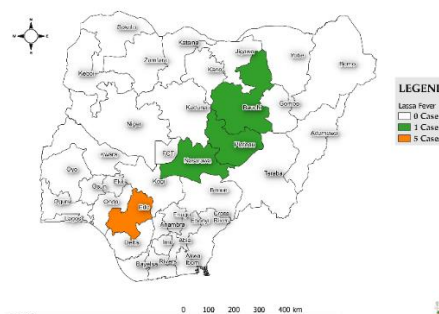 Sokoto
Katsina
Jigawa
Zamfara
Yobe
Borno
Kebbi
Kano
Kaduna
Bauchi
Gombe
Niger
Adamawa
Plateau
FCT
Nasarawa
Kwara
Oyo
Taraba
Kogi
Benue
Ekiti
Osun
Ondo
Edo
Ogun
Lagos
Enugu
Anambra
Ebonyi
Cross
River
Delta
Imo
Abia
Bayelsa
Rivers
Akwa
Ibom
LEGEND
Lassa Fever
0 Case
1 Case
5 Case
0 100 200 300 400 km